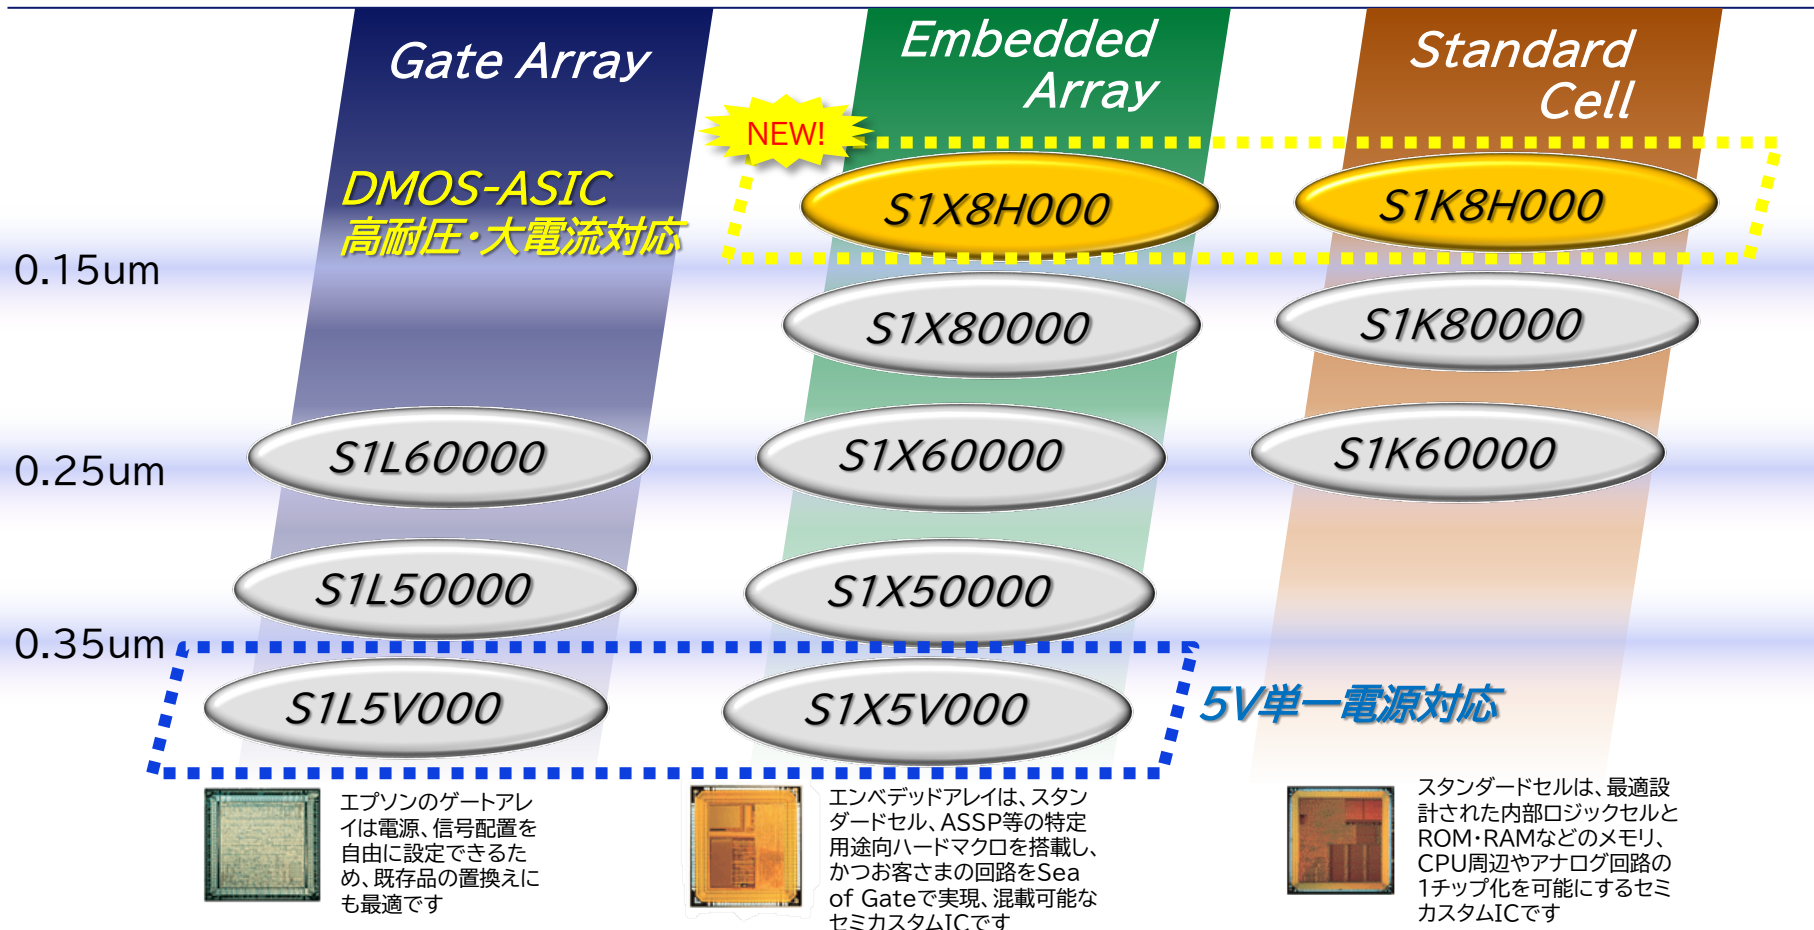 Gate Array
Embedded
Array
Standard
Cell
NEW!
DMOS-ASIC
高耐圧・大電流対応
S1X8H000
S1K8H000
0.15um
S1X80000
S1K80000
0.25um
S1L60000
S1X60000
S1K60000
S1L50000
S1X50000
0.35um
S1L5V000
S1X5V000
5V単一電源対応
エプソンのゲートアレ
イは電源、信号配置を
自由に設定できるた
め、既存品の置換えに
も最適です
エンベデッドアレイは、スタン
ダードセル、ASSP等の特定
用途向ハードマクロを搭載し、
かつお客さまの回路をSea
of Gateで実現、混載可能な
セミカスタムICです
スタンダードセルは、最適設
計された内部ロジックセルと
ROM・RAMなどのメモリ、
CPU周辺やアナログ回路の
1チップ化を可能にするセミ
カスタムICです